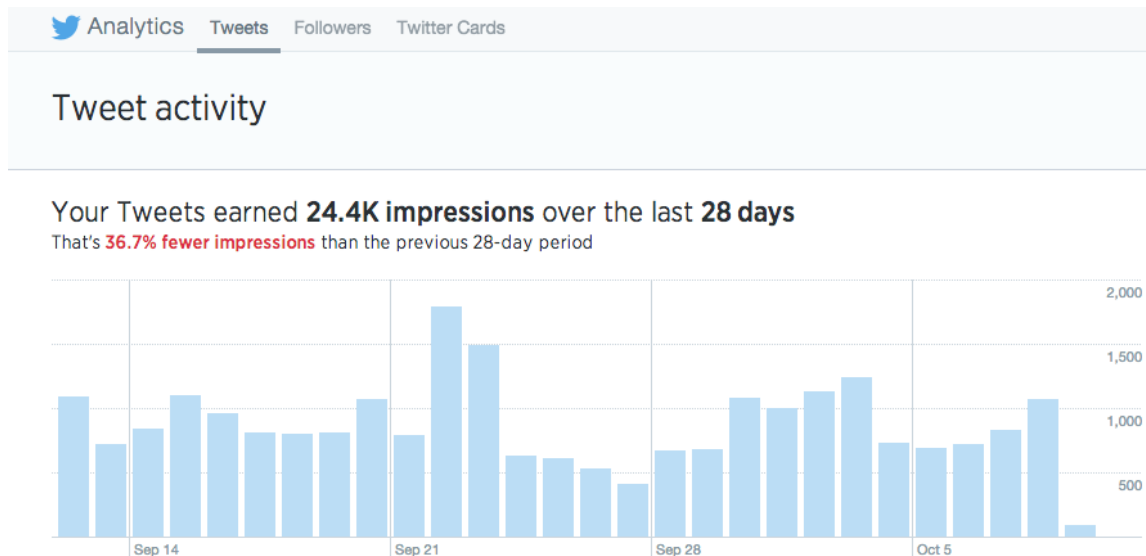 Analytics Tweets Followers Twitter Cards
Tweet activity
Your Tweets earned 24.4K impressions over the last 28 days
That's 36.7% fewer impressions than the previous 28-day period
2,000
1,500
1,000
500
Sep 14 Sep 21 Sep 28 Oct 5